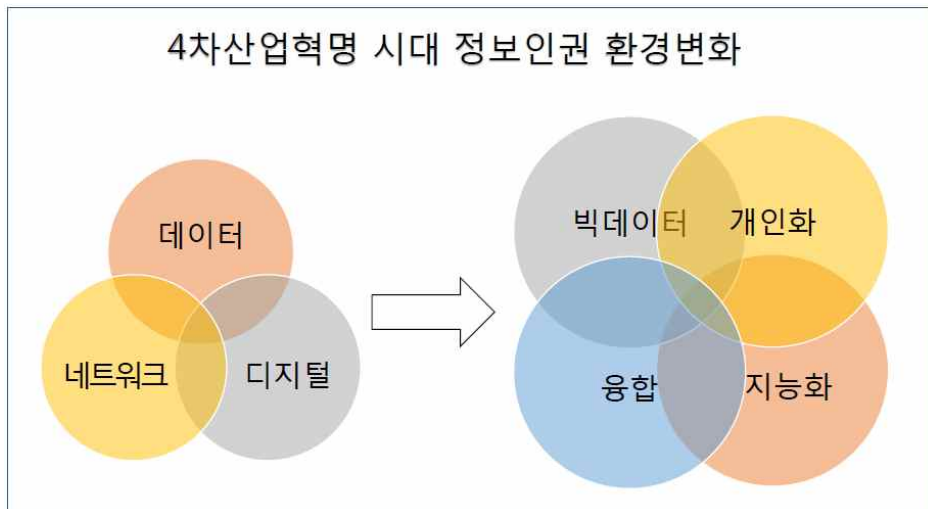 4차산업혁명 시대 정보인권 환경변화
데이터
네트워크
디지털
빅데이터
개인화
융합
지능화